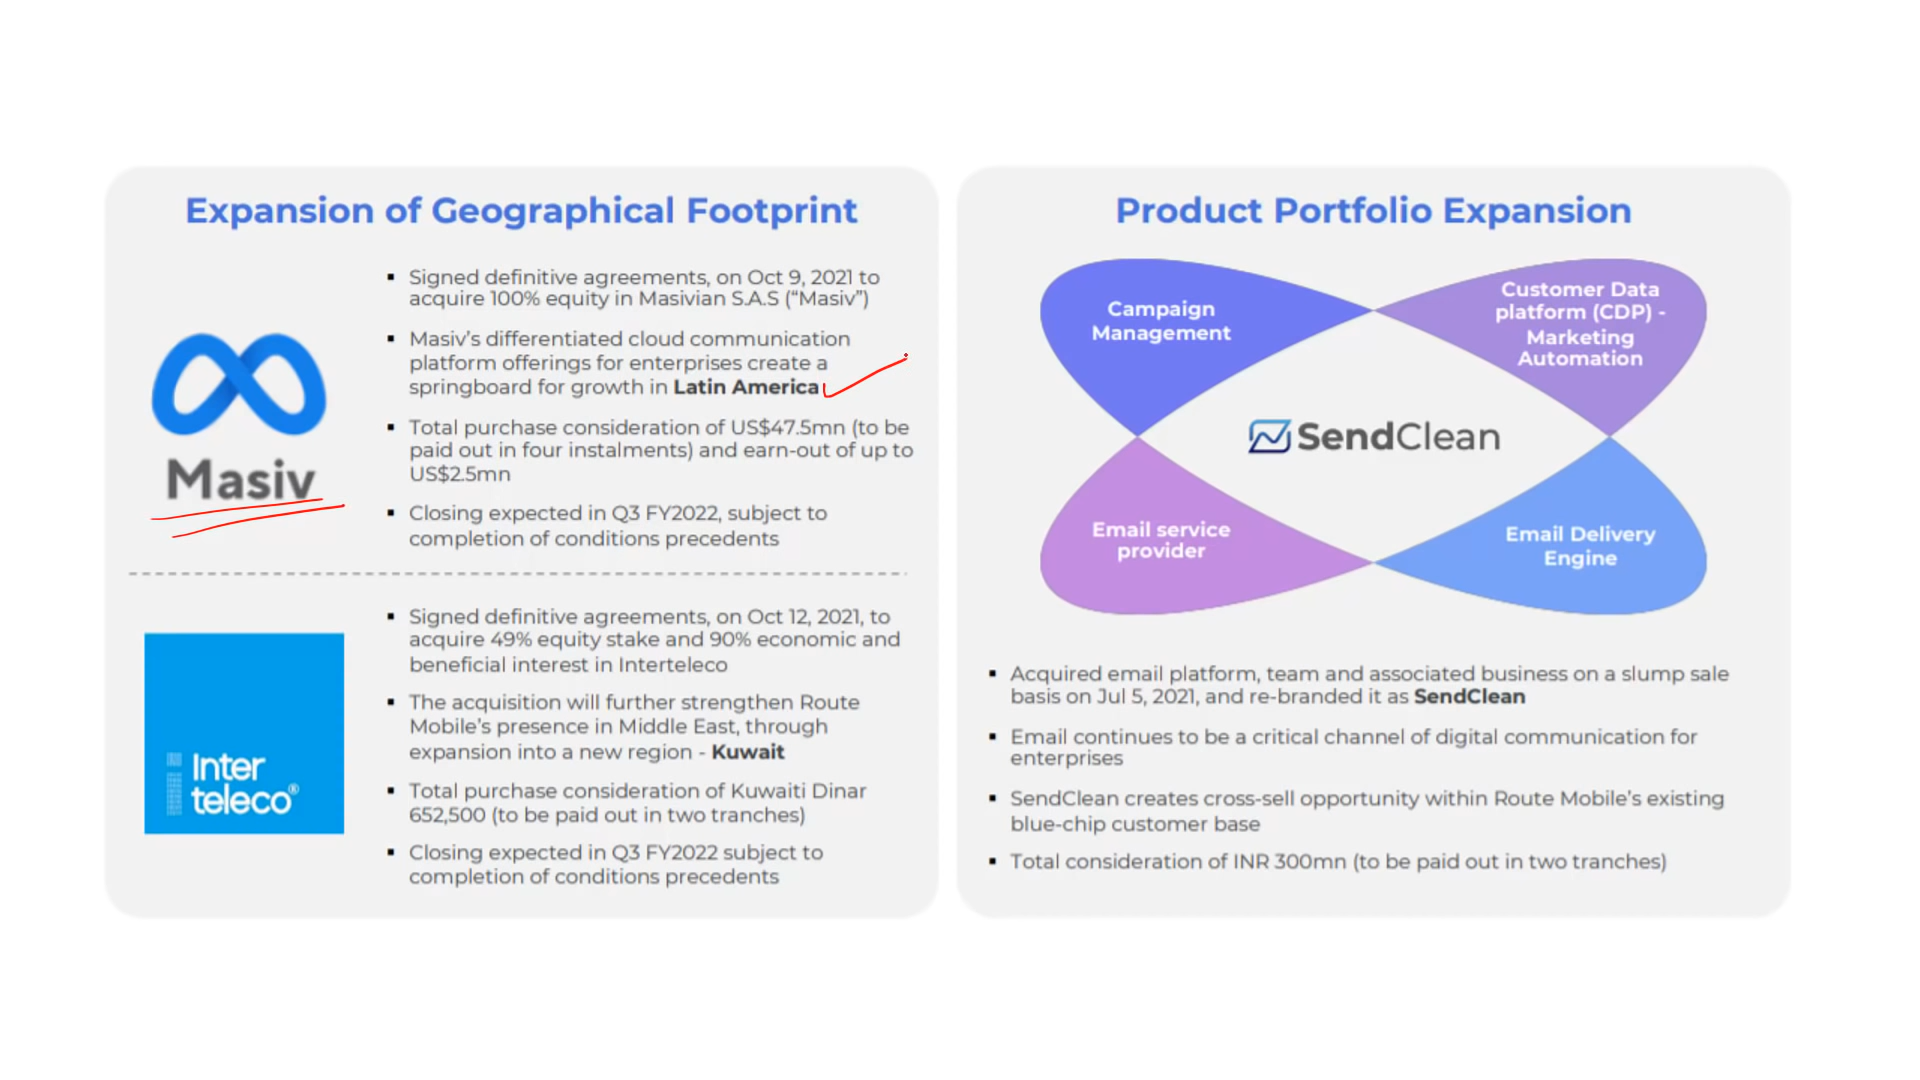 Expansion of Geographical Footprint
Masiv
▪ Signed definitive agreements, on Oct 9, 2021 to
acquire 100% equity in Masivian S.A.S (“Masiv”)
▪ Masiv’s differentiated cloud communication
platform offerings for enterprises create a
springboard for growth in Latin America
▪ Total purchase consideration of US$47.5mn (to be
paid out in four instalments) and earn-out of up to
US$2.5mn
▪ Closing expected in Q3 FY2022, subject to
completion of conditions precedents
Inter
teleco®
▪ Signed definitive agreements, on Oct 12, 2021, to
acquire 49% equity stake and 90% economic and
beneficial interest in Interteleco
▪ The acquisition will further strengthen Route
Mobile’s presence in Middle East, through
expansion into a new region - Kuwait
▪ Total purchase consideration of Kuwaiti Dinar
652,500 (to be paid out in two tranches)
▪ Closing expected in Q3 FY2022 subject to
completion of conditions precedents
Product Portfolio Expansion
Campaign
Management
Customer Data
platform (CDP) -
Marketing
Automation
SendClean
Email service
provider
Email Delivery
Engine
▪ Acquired email platform, team and associated business on a slump sale
basis on Jul 5, 2021, and re-branded it as SendClean
▪ Email continues to be a critical channel of digital communication for
enterprises
▪ SendClean creates cross-sell opportunity within Route Mobile’s existing
blue-chip customer base
▪ Total consideration of INR 300mn (to be paid out in two tranches)